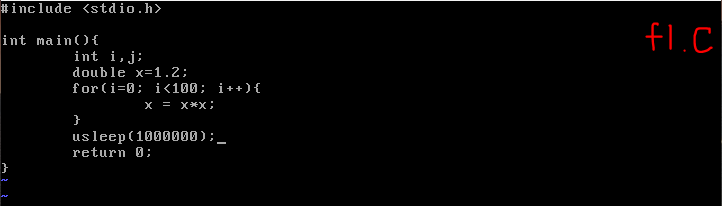 #include <stdio.h>
f1.c
int main(){
int i,j;
double x=1.2;
for(i=0; i<100; i++){
x = x*x;
}
usleep(1000000);_
return 0;
}
~
~